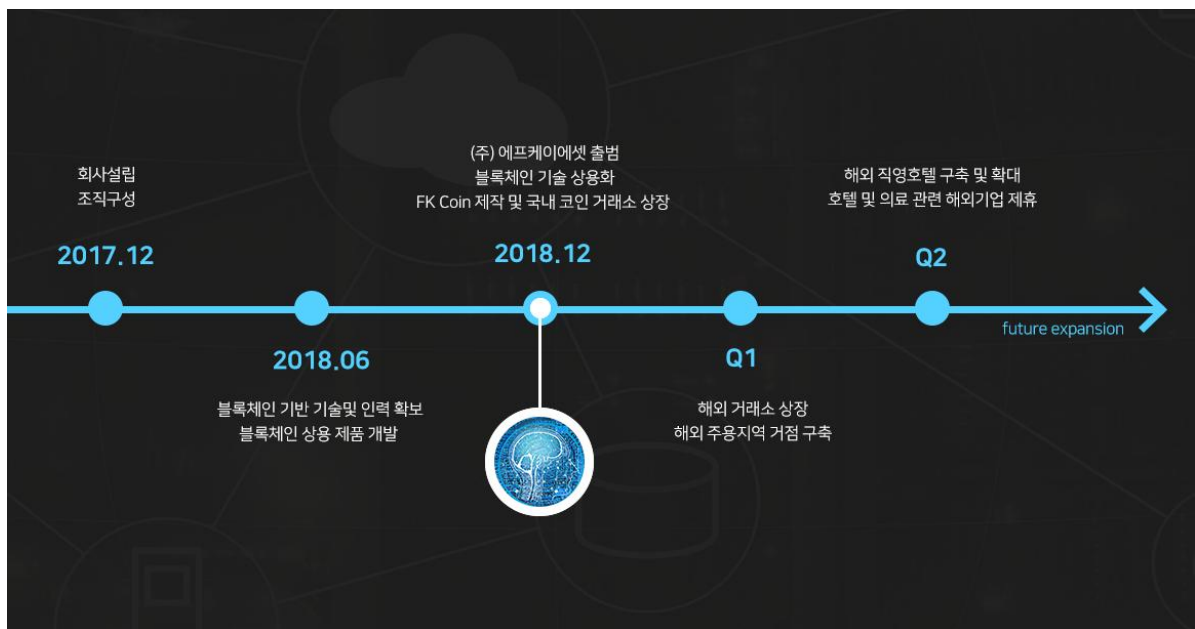 회사설립
조직구성
2017.12
2018.06
블록체인 기반 기술및 인력 확보
블록체인 상용 제품 개발
(주) 에프케이에셋 출범
블록체인 기술 상용화
FK Coin 제작 및 국내 코인 거래소 상장
2018.12
Q1
해외 거래소 상장
해외 주용지역 거점 구축
해외 직영호텔 구축 및 확대
호텔 및 의료 관련 해외기업 제휴
Q2
future expansion